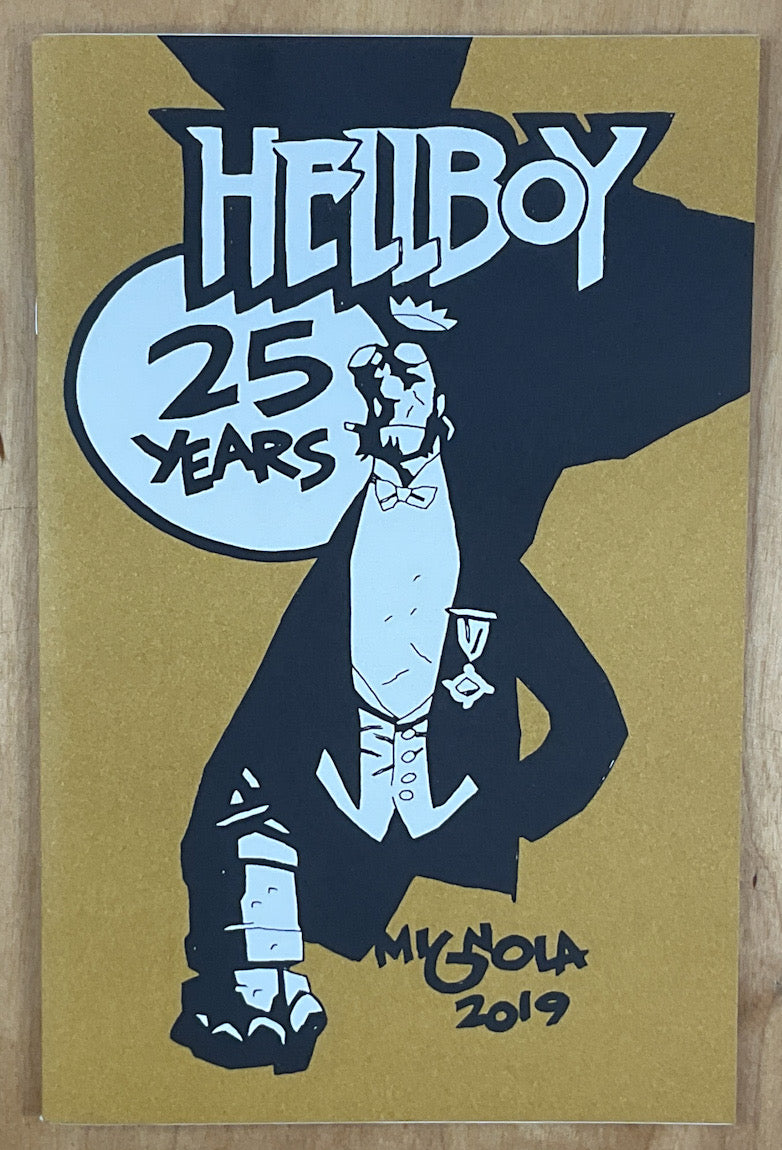 HELLBOY
25
YEARS
MIGNOLA
2019